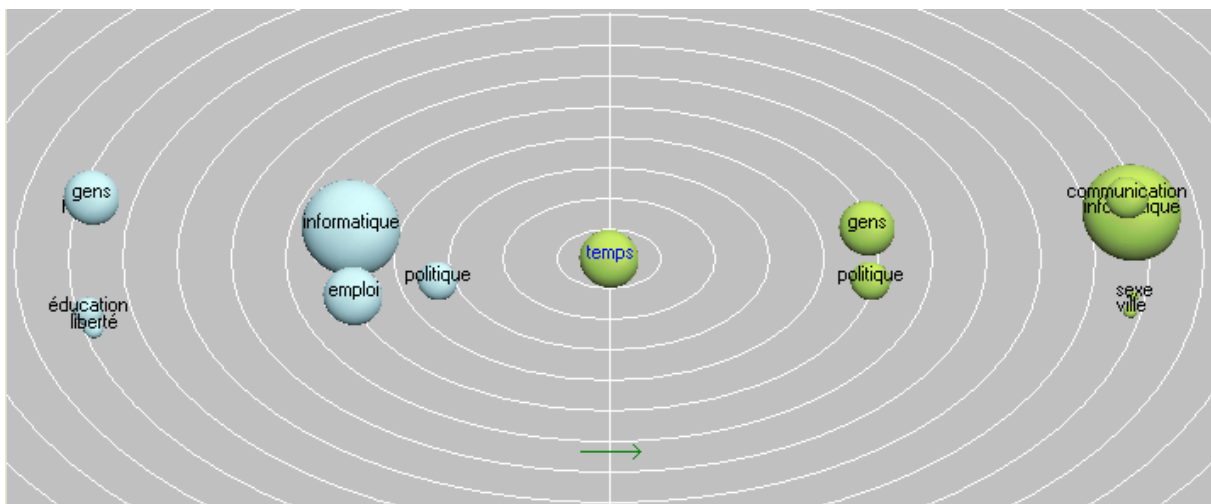 gens
éducation
liberté
informatique
emploi
politique
temps
gens
politique
communication
informatique
sexe
ville